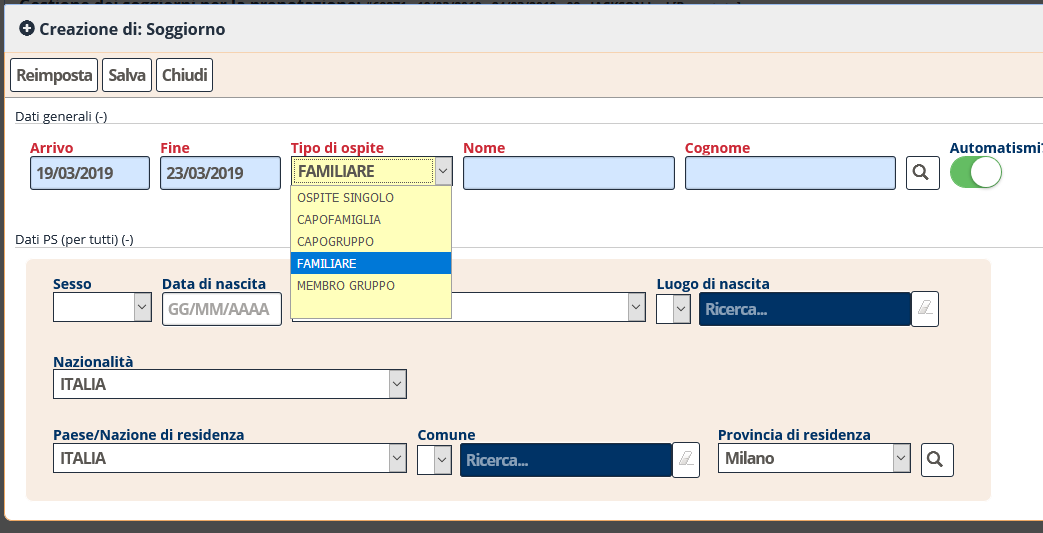 Creazione di: Soggiorno
Reimposta Salva Chiudi
Dati generali (-)
Arrivo Fine Tipo di ospite Nome Cognome Automatismi?
19/03/2019 23/03/2019 FAMILIARE
OSPITE SINGOLO
CAPOFAMIGLIA
CAPOGRUPPO
Dati PS (per tutti) (-)
FAMILIARE
MEMBRO GRUPPO
Sesso Data di nascita Luogo di nascita
GG/MM/AAAA Ricerca...
Nazionalità
ITALIA
Paese/Nazione di residenza Comune Provincia di residenza
ITALIA Ricerca... Milano